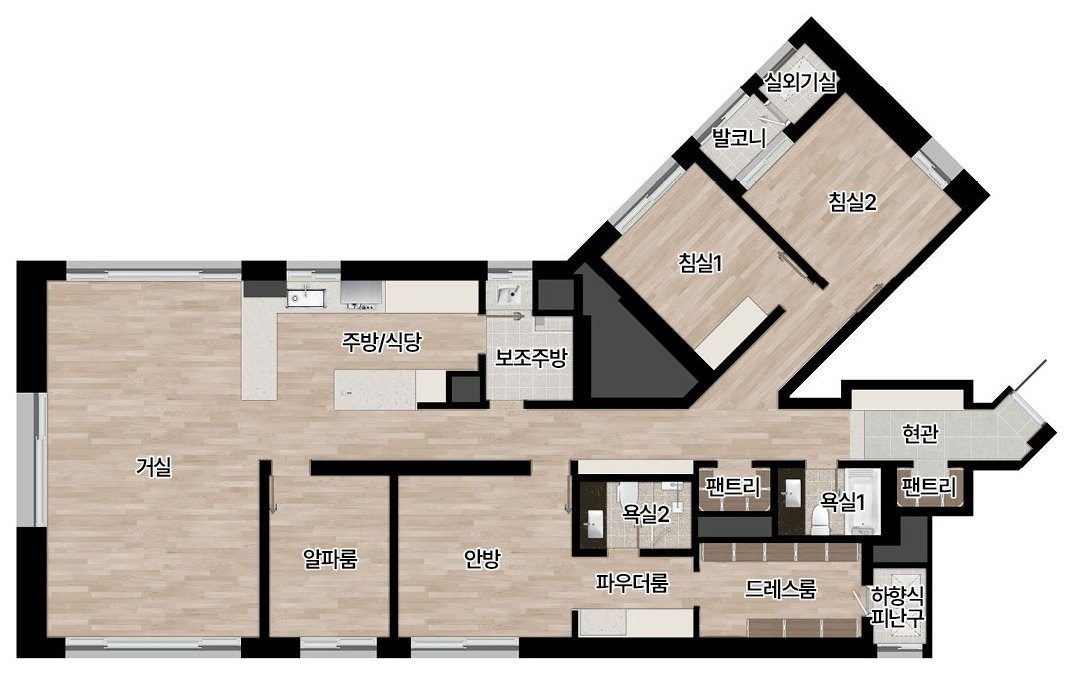 실외기실
발코니
침실2
침실1
주방/식당
보조주방
현관
거실
팬트리
팬트리
욕실1
욕실2
알파룸
안방
파우더룸
드레스룸
하향식
피난구